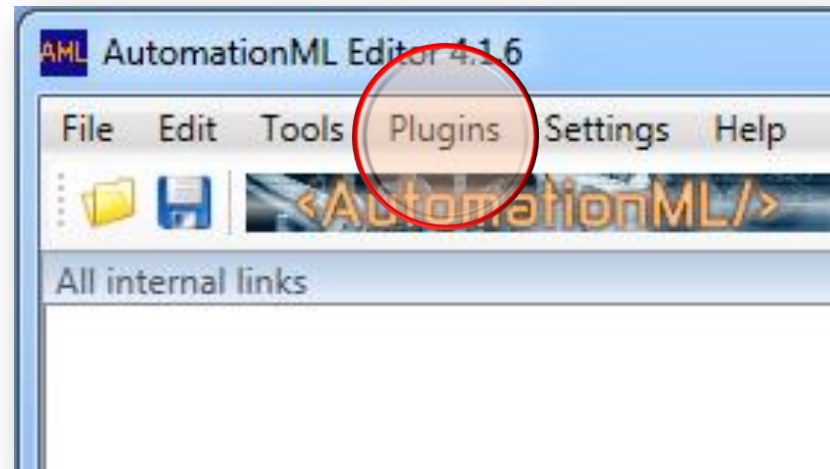 AML AutomationML Editor 4.1.6
File Edit Tools Plugins Settings Help
<AutomationML/>
All internal links